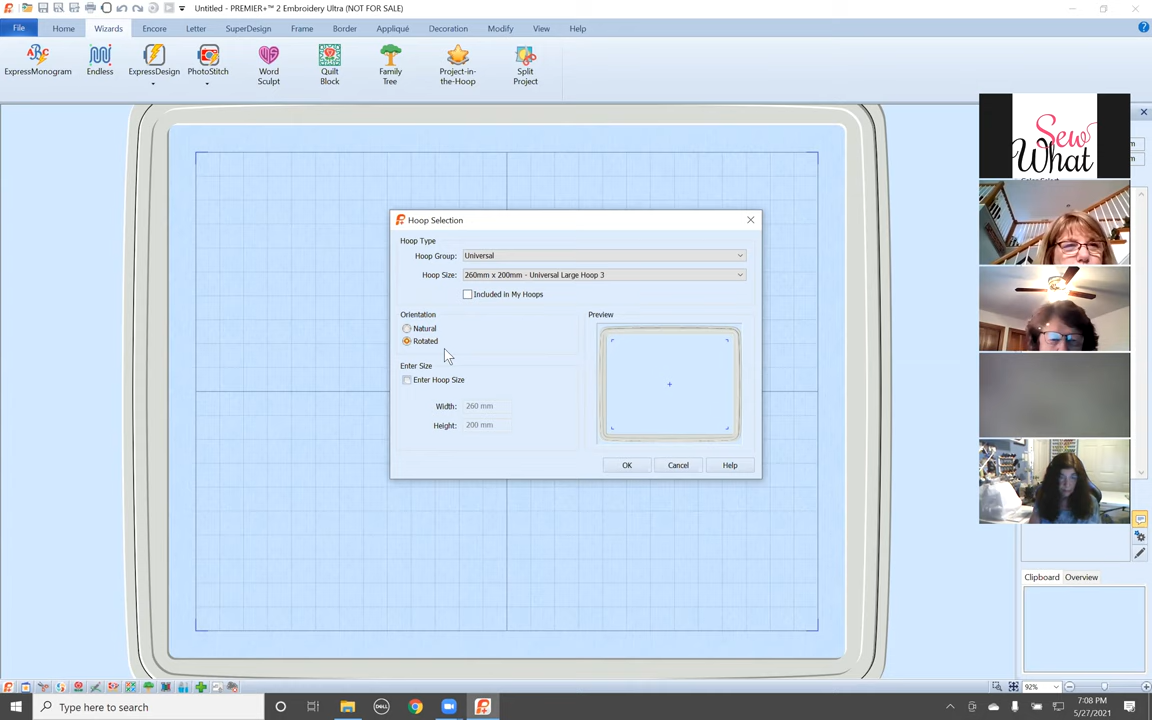 Untitled - PREMIER+™ 2 Embroidery Ultra (NOT FOR SALE)
File Home Wizards Encore Letter SuperDesign Frame Border Appliqué Decoration Modify View Help
ExpressMonogram Endless ExpressDesign PhotoStitch Word Sculpt Quilt Block Family Tree Project-in-the-Hoop Split Project
Sew
What
Hoop Selection
Hoop Type
Hoop Group: Universal
Hoop Size: 260mm x 200mm - Universal Large Hoop 3
Included in My Hoops
Orientation
Preview
Natural
Rotated
Enter Size
Enter Hoop Size
Width: 260 mm
Height: 200 mm
OK Cancel Help
Clipboard Overview
92%
Type here to search
DELL
7:08 PM
5/27/2021